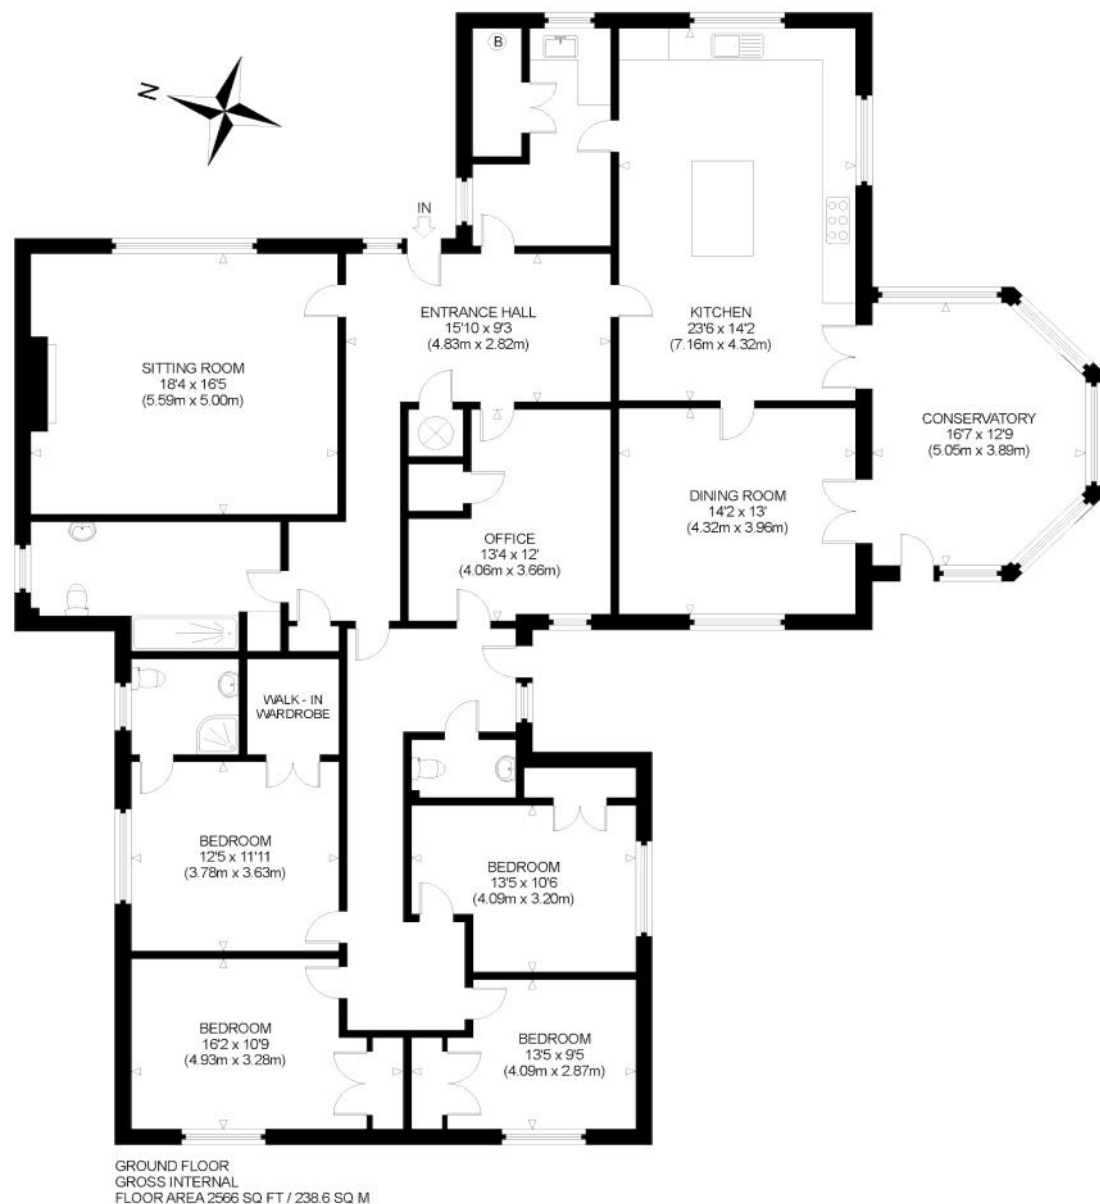 B
N
IN
ENTRANCE HALL
15'10 x 9'3
(4.83m x 2.82m)
KITCHEN
23'6 x 14'2
(7.16m x 4.32m)
SITTING ROOM
18'4 x 16'5
(5.59m x 5.00m)
CONSERVATORY
16'7 x 12'9
(5.05m x 3.89m)
DINING ROOM
14'2 x 13'
(4.32m x 3.96m)
OFFICE
13'4 x 12'
(4.06m x 3.66m)
WALK - IN
WARDROBE
BEDROOM
12'5 x 11'11
(3.78m x 3.63m)
BEDROOM
13'5 x 10'6
(4.09m x 3.20m)
BEDROOM
16'2 x 10'9
(4.93m x 3.28m)
BEDROOM
13'5 x 9'5
(4.09m x 2.87m)
GROUND FLOOR
GROSS INTERNAL
FLOOR AREA 2566 SQ FT / 238.6 SQ M